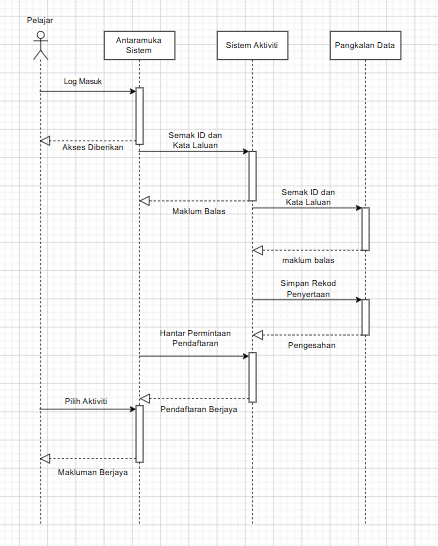 Pelajar
Antaramuka
Sistem
Sistem Aktiviti
Pangkalan Data
Log Masuk
Semak ID dan
Kata Laluan
Akses Diberikan
Semak ID dan
Kata Laluan
Maklum Balas
maklum balas
Simpan Rekod
Penyertaan
Hantar Permintaan
Pendaftaran
Pengesahan
Pilih Aktiviti
Pendaftaran Berjaya
Makluman Berjaya